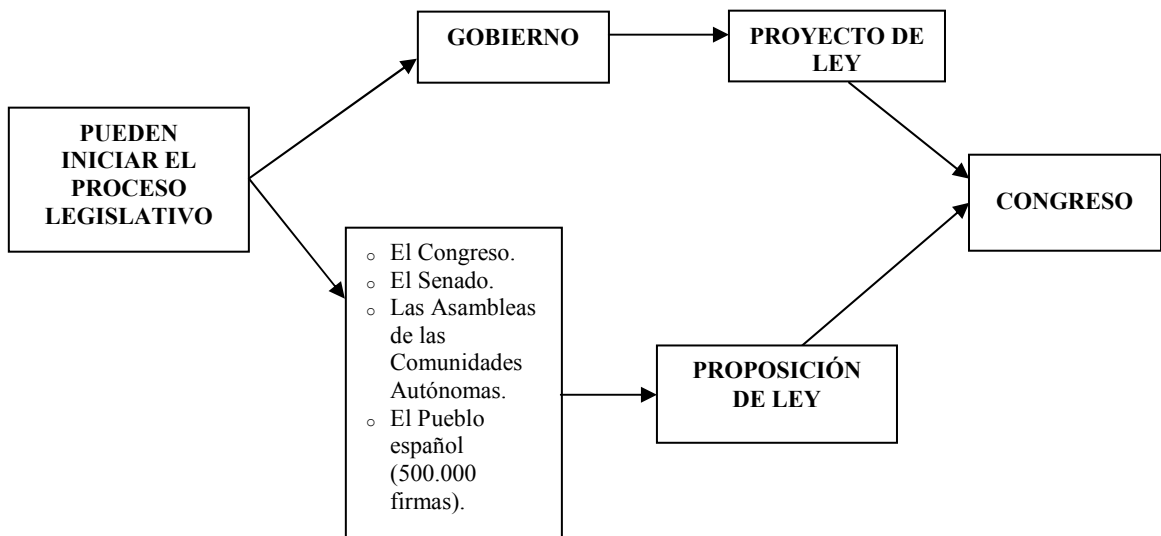 GOBIERNO
PROYECTO DE
LEY
PUEDEN
INICIAR EL
PROCESO
LEGISLATIVO
CONGRESO
o El Congreso.
o El Senado.
o Las Asambleas
de las
Comunidades
Autónomas.
o El Pueblo
español
(500.000
firmas).
PROPOSICIÓN
DE LEY